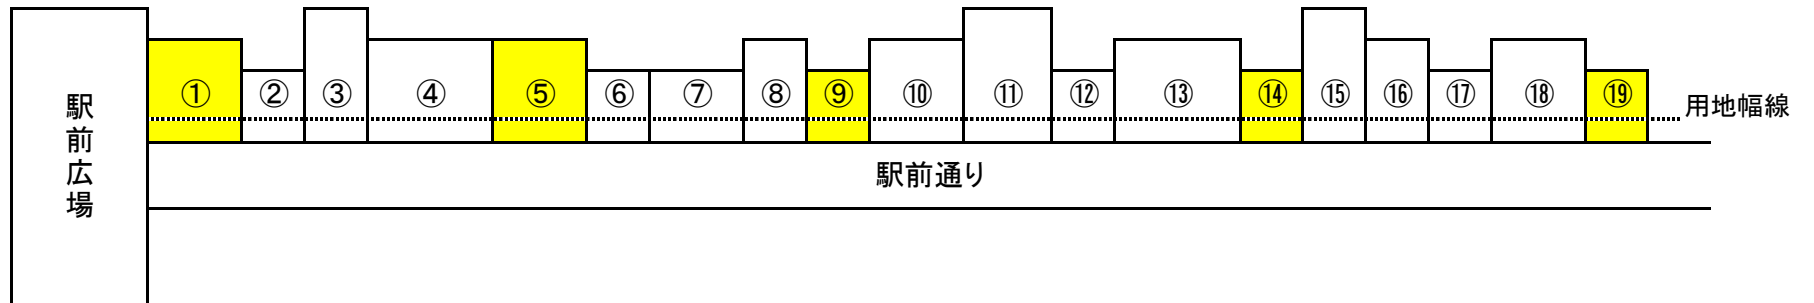 駅前広場
① ② ③ ④ ⑤ ⑥ ⑦ ⑧ ⑨ ⑩ ⑪ ⑫ ⑬ ⑭ ⑮ ⑯ ⑰ ⑱ ⑲
用地幅線
駅前通り